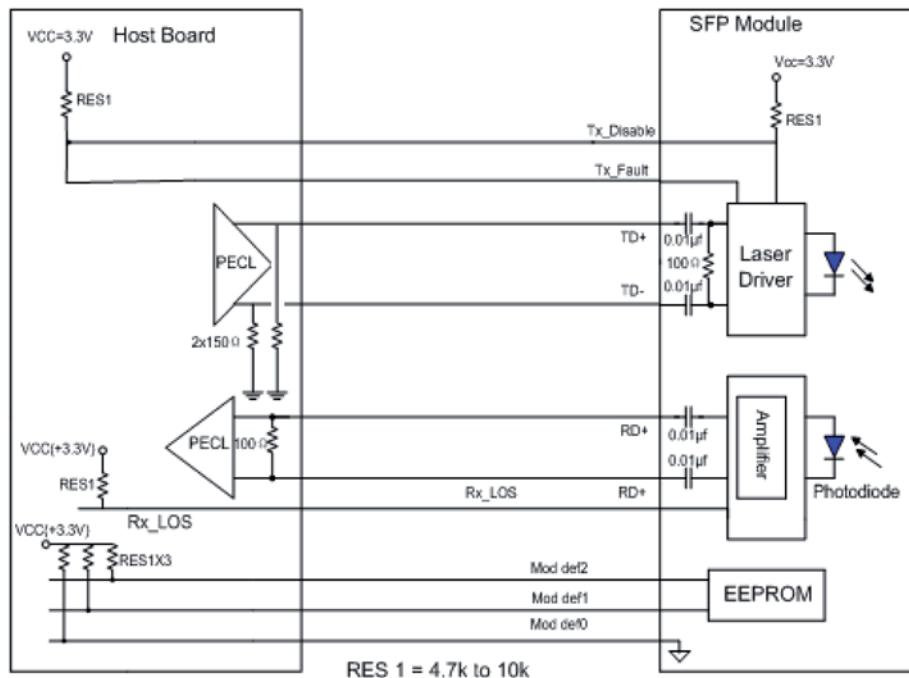 Host Board
SFP Module
VCC=3.3V
Vcc=3.3V
RES1
RES1
Tx_Disable
Tx_Fault
PECL
TD+
0.01µf
100Ω
0.01µf
TD-
Laser
Driver
2x150Ω
PECL
100Ω
RD+
0.01µf
0.01µf
RD+
Amplifier
Photodiode
VCC(+3.3V)
RES1
Rx_LOS
Rx_LOS
VCC(+3.3V)
RES1X3
Mod def2
Mod def1
Mod def0
EEPROM
RES 1 = 4.7k to 10k